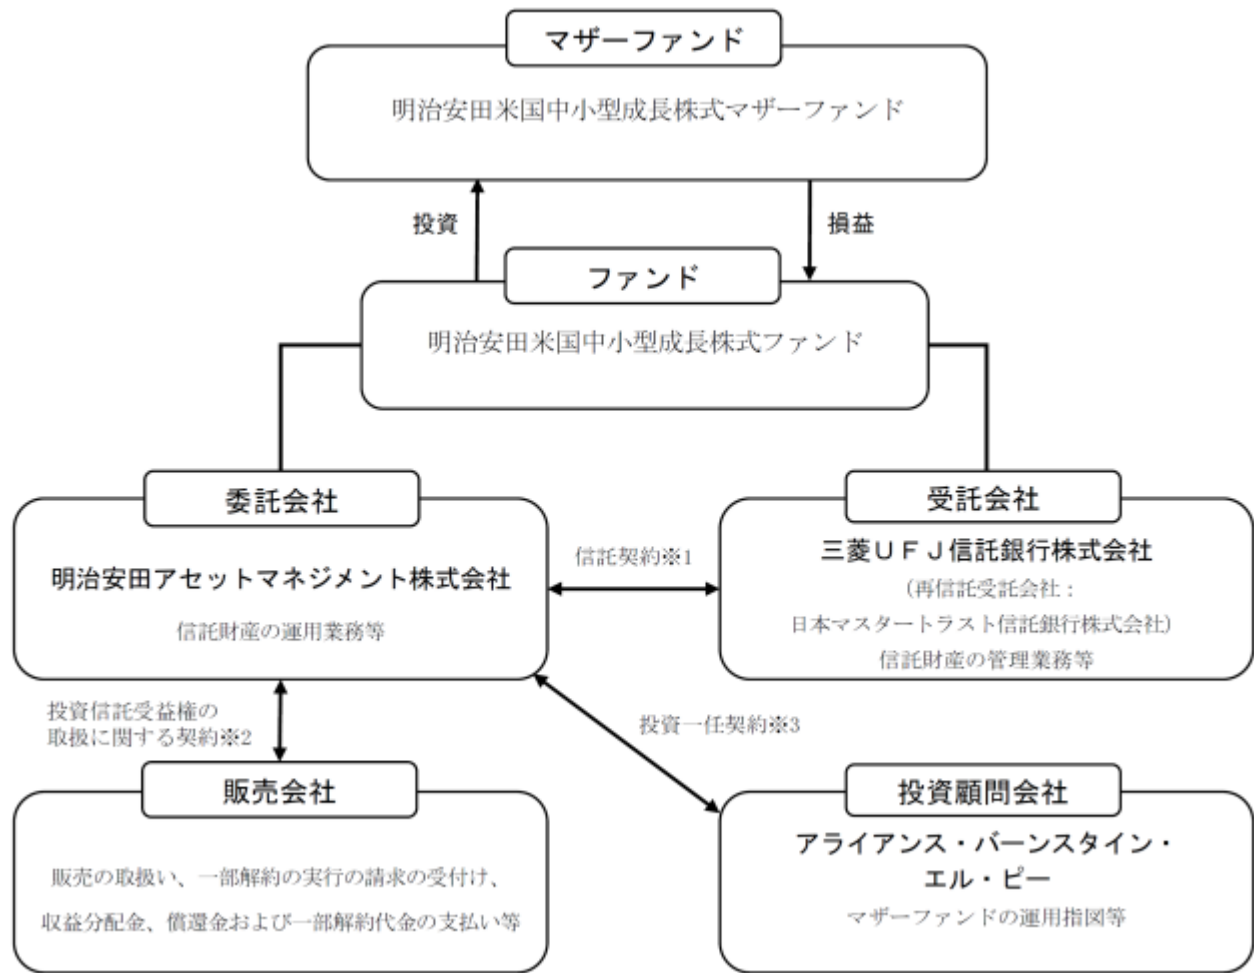 マザーファンド
明治安田米国中小型成長株式マザーファンド
投資
損益
ファンド
明治安田米国中小型成長株式ファンド
委託会社
明治安田アセットマネジメント株式会社
信託財産の運用業務等
信託契約※1
受託会社
三菱UFJ信託銀行株式会社
(再信託受託会社:
日本マスタートラスト信託銀行株式会社)
信託財産の管理業務等
投資信託受益権の
取扱に関する契約※2
投資一任契約※3
販売会社
販売の取扱い、一部解約の実行の請求の受付け、
収益分配金、償還金および一部解約代金の支払い等
投資顧問会社
アライアンス・バーンスタイン・
エル・ピー
マザーファンドの運用指図等